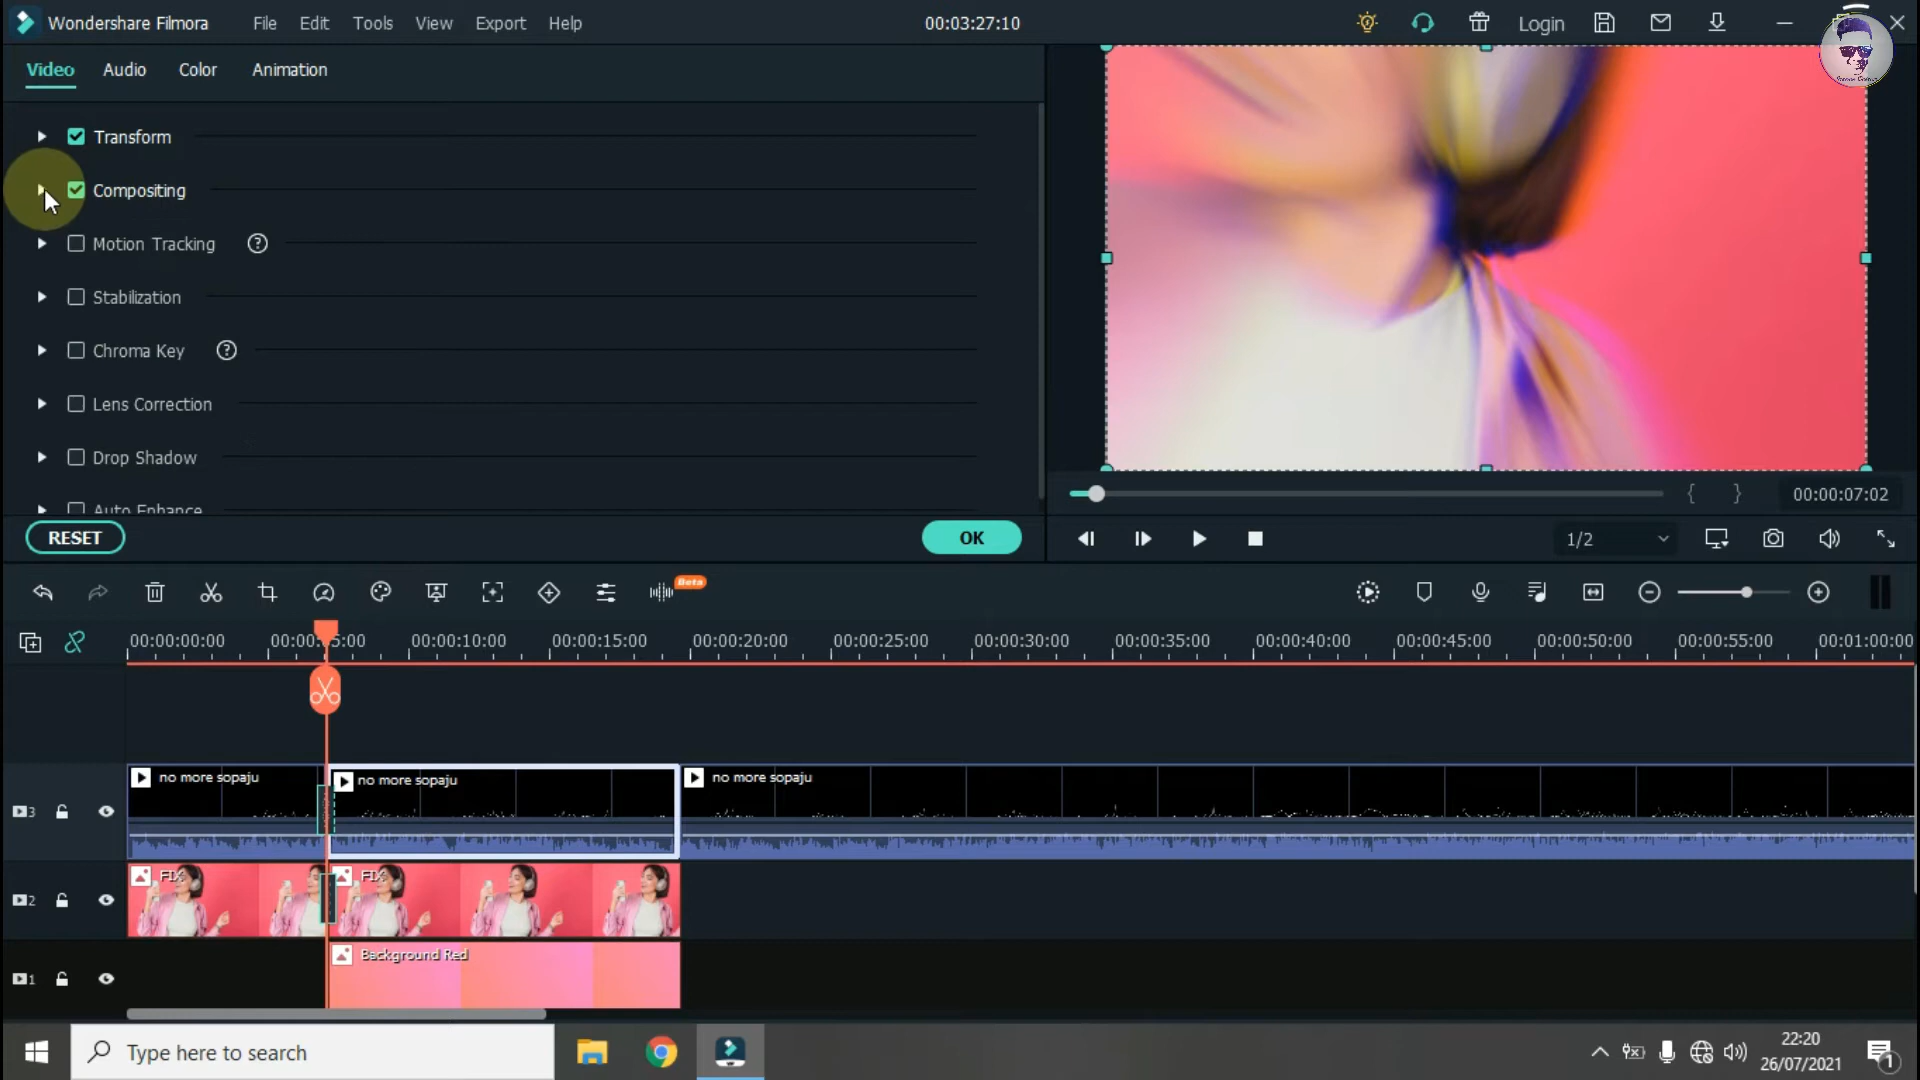 Wondershare Filmora File Edit Tools View Export Help 00:03:27:10 Login
Video Audio Color Animation
Transform
Compositing
Motion Tracking ?
Stabilization
Chroma Key ?
Lens Correction
Drop Shadow
Auto Enhance
00:00:07:02
RESET OK
1/2
Beta
00:00:00:00 00:00:05:00 00:00:10:00 00:00:15:00 00:00:20:00 00:00:25:00 00:00:30:00 00:00:35:00 00:00:40:00 00:00:45:00 00:00:50:00 00:00:55:00 00:01:00:00
no more sopaju no more sopaju no more sopaju
3
FIX FIX
2
Background Red
1
Type here to search
22:20
26/07/2021
1